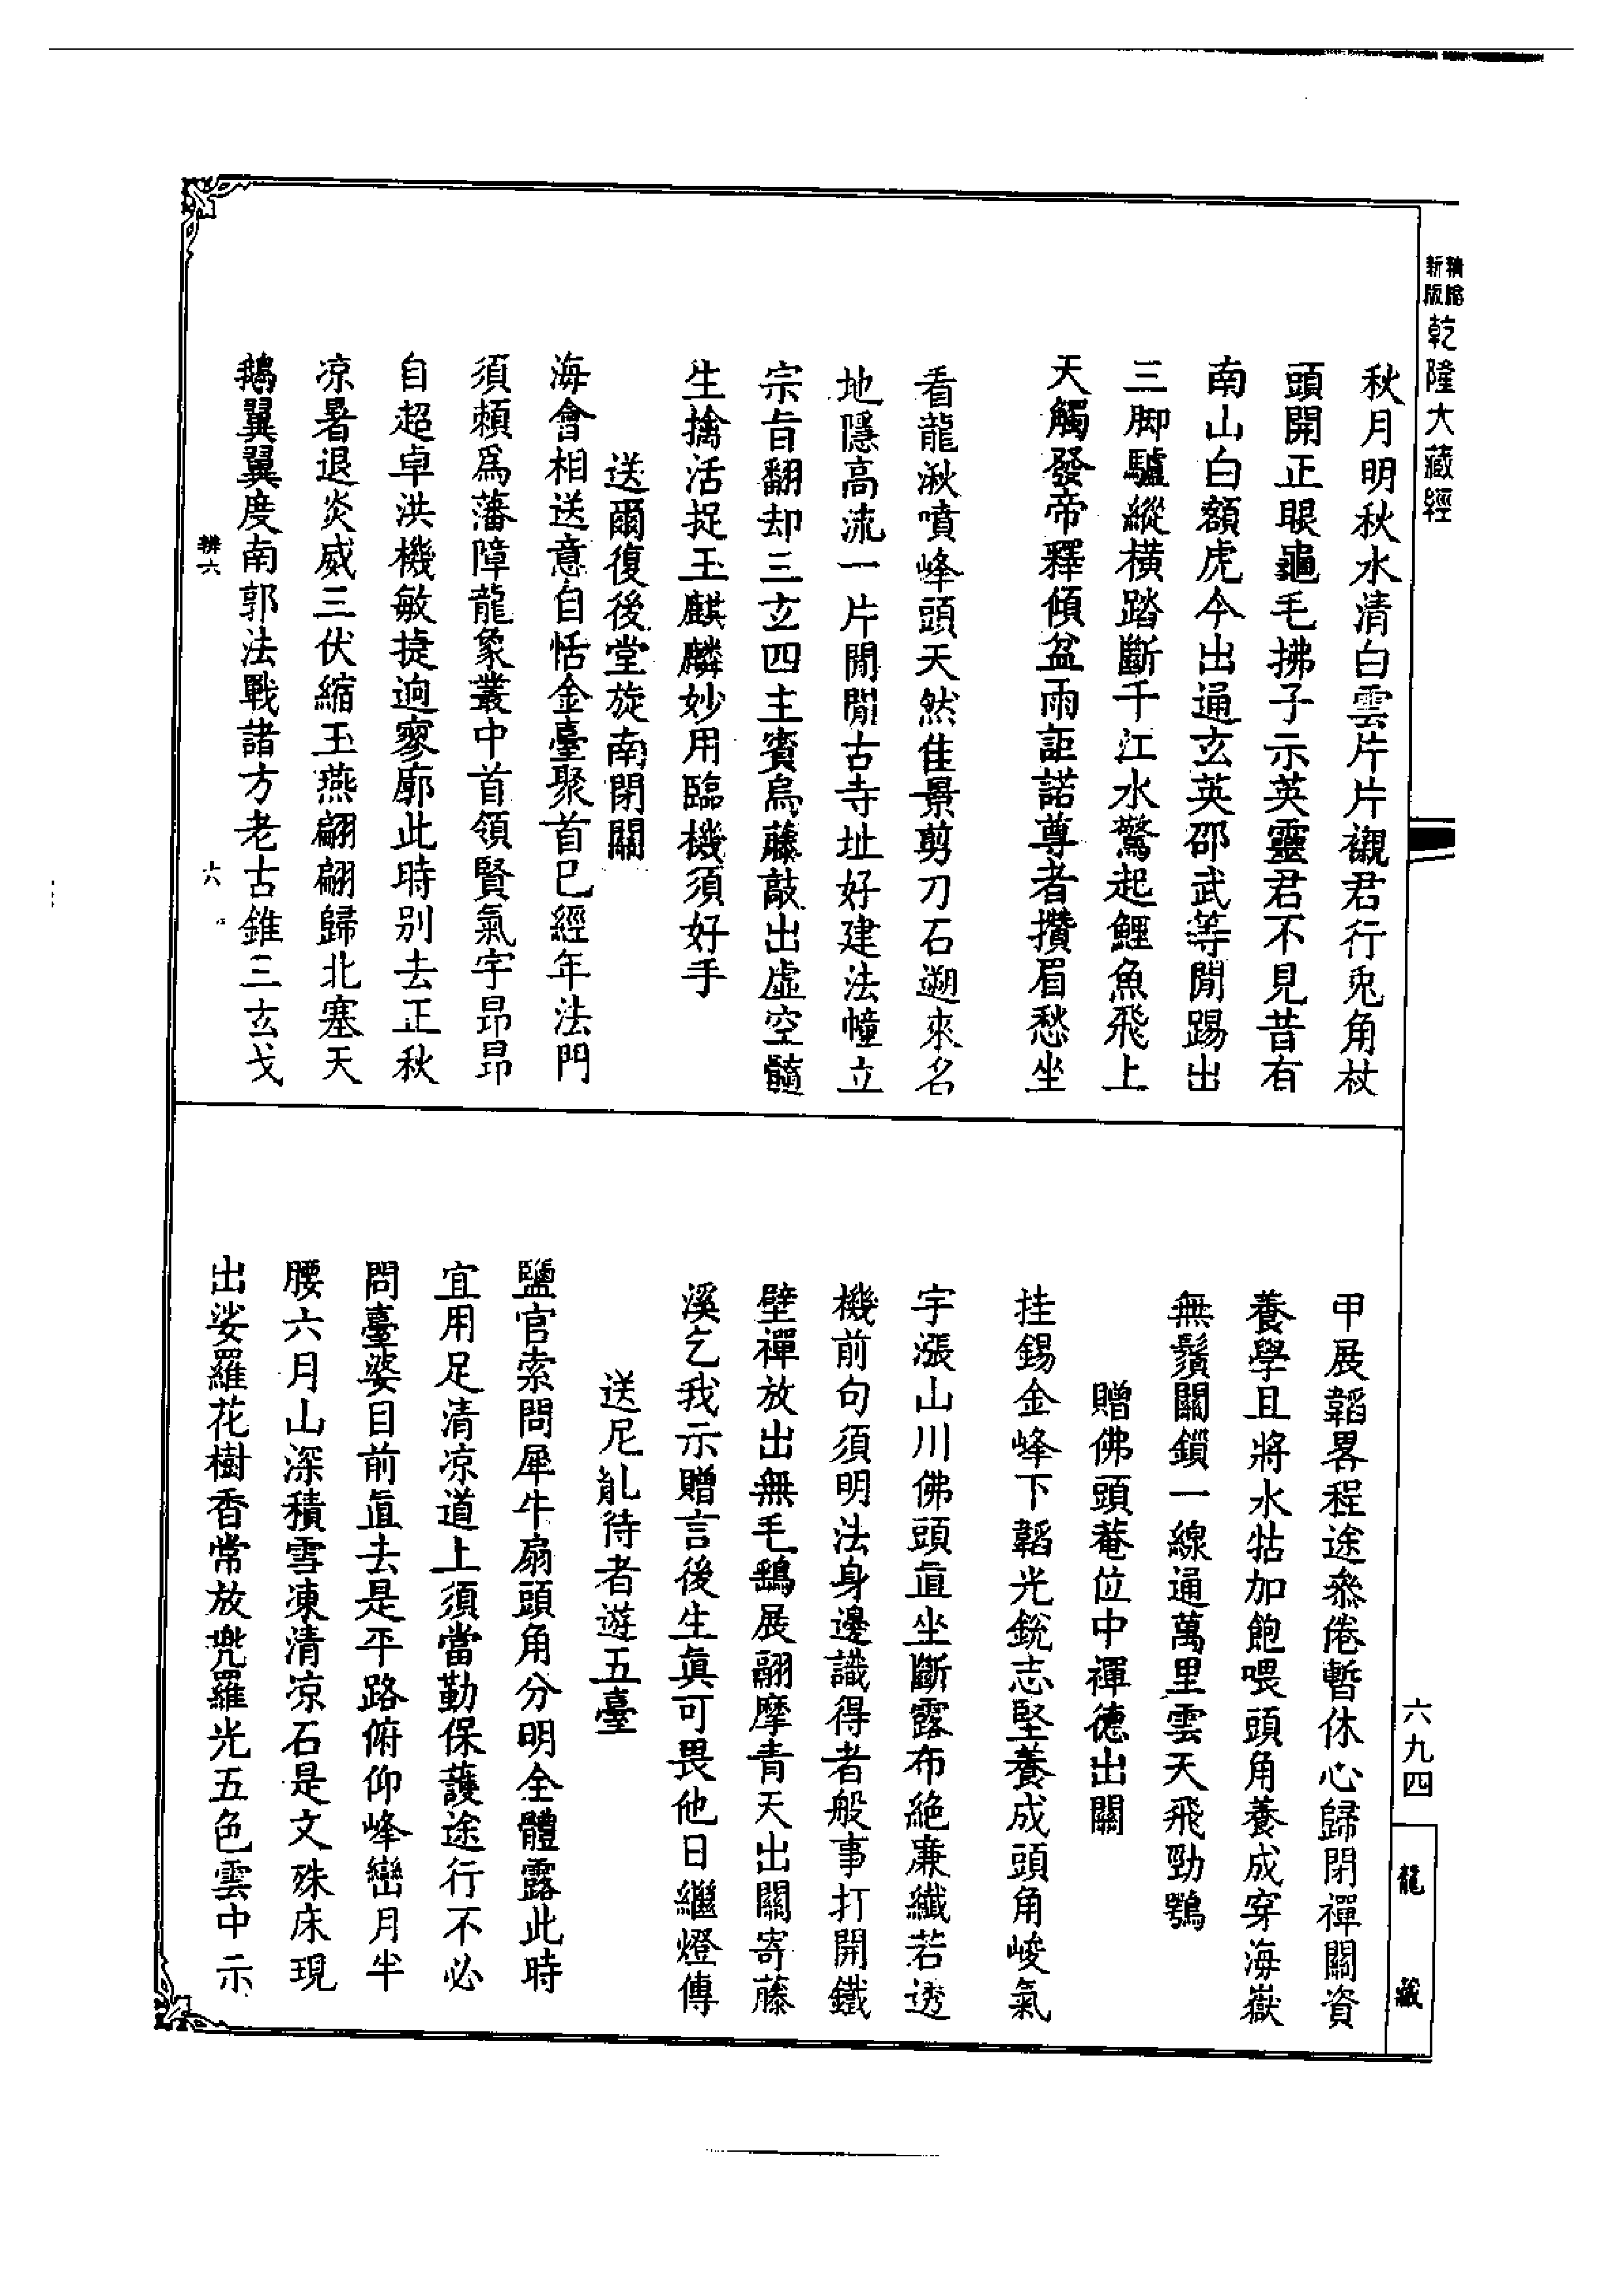 精縮新版乾隆大藏經
秋月明秋水清白雲片片襯君行兎角杖
頭開正眼龜毛拂子示英靈君不見昔有
南山白額虎今出通玄英邵武等閒踢出
三脚驢縱橫踏斷千江水驚起鯉魚飛上
天觸發帝釋傾盆雨詎諾尊者攢眉愁坐
看龍湫噴峰頭天然佳景剪刀石遡來名
地隱高流一片閒閒古寺址好建法幢立
宗旨翻却三玄四主賓烏藤敲出虛空髓
生擒活捉玉麒麟妙用臨機須好手
送爾復後堂旋南閉關
海會相送意自恬金臺聚首已經年法門
須賴爲藩障龍象叢中首領賢氣宇昂昂
自超卓洪機敏捷逈寥廓此時別去正秋
凉暑退炎威三伏縮玉燕翩翩歸北塞天
鵝翼翼度南郭法戰諸方老古錐三玄戈
耕六
六
甲展韜畧程途叅倦暫休心歸閉禪關資
養學且將水牯加飽喂頭角養成穿海嶽
無鬚關鎖一線通萬里雲天飛勁鶚
贈佛頭菴位中禪德出關
挂錫金峰下韜光銳志堅養成頭角峻氣
宇漲山川佛頭直坐斷露布絶廉纖若透
機前句須明法身邊識得者般事打開鐵
壁禪放出無毛鷂展翮摩青天出關寄藤
溪乞我示贈言後生眞可畏他日繼燈傳
送尼乩待者遊五臺
鹽官索問犀牛扇頭角分明全體露此時
宜用足清凉道上須當勤保護途行不必
問臺婆目前直去是平路俯仰峰巒月半
腰六月山深積雪凍清凉石是文殊床現
出娑羅花樹香常放兜羅光五色雲中示
六九四
龍藏